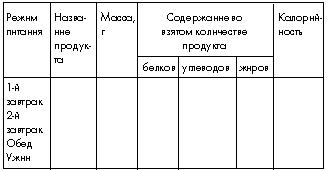 Режим питания
Назва-
ние
продук-
та
Масса,
г
Содержание во
взятом количестве
продукта
белков углеводов жиров
Калорий-
ность
1-й
завтрак
2-й
завтрак
Обед
Ужин